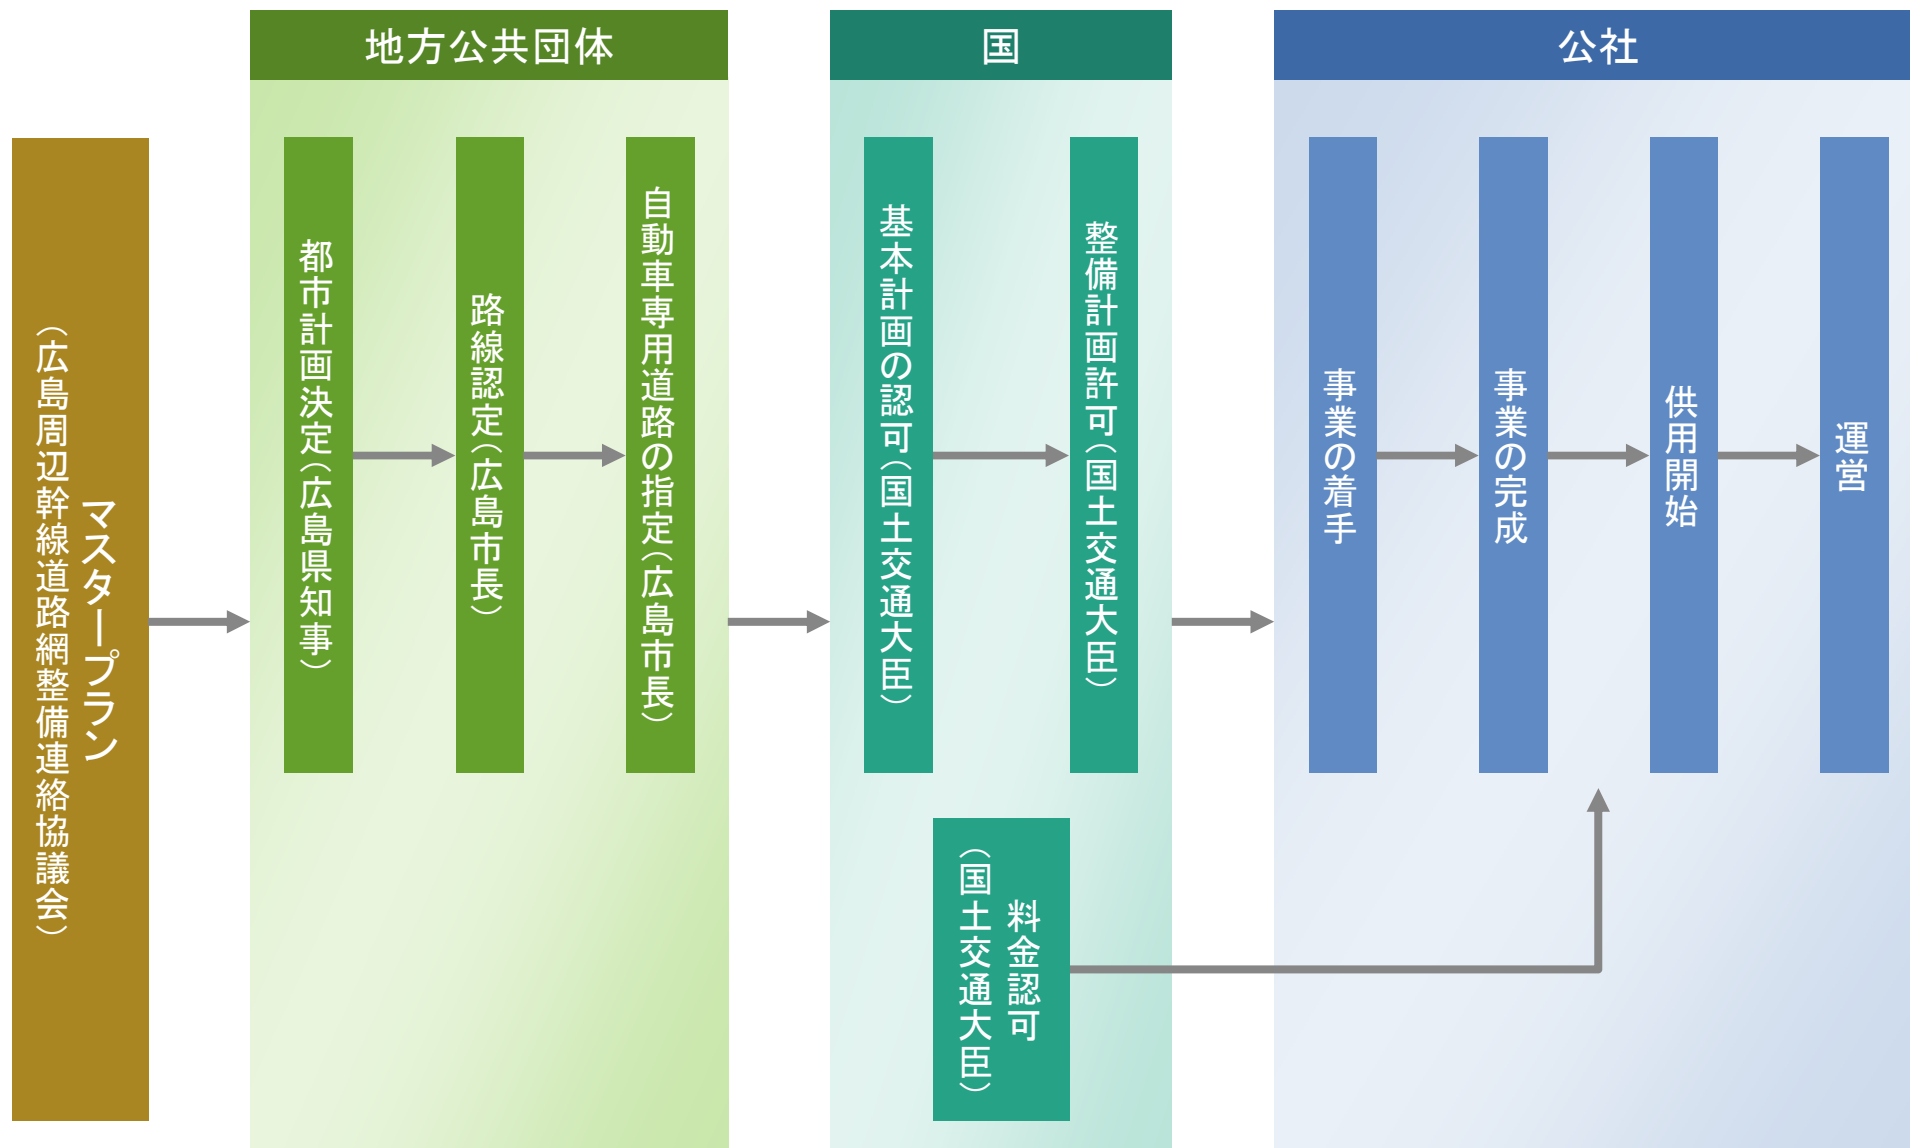 地方公共団体
国
公社
マスタープラン
（広島周辺幹線道路網整備連絡協議会）
都市計画決定（広島県知事）
路線認定（広島市長）
自動車専用道路の指定（広島市長）
基本計画の認可（国土交通大臣）
整備計画許可（国土交通大臣）
料金認可
（国土交通大臣）
事業の着手
事業の完成
供用開始
運営